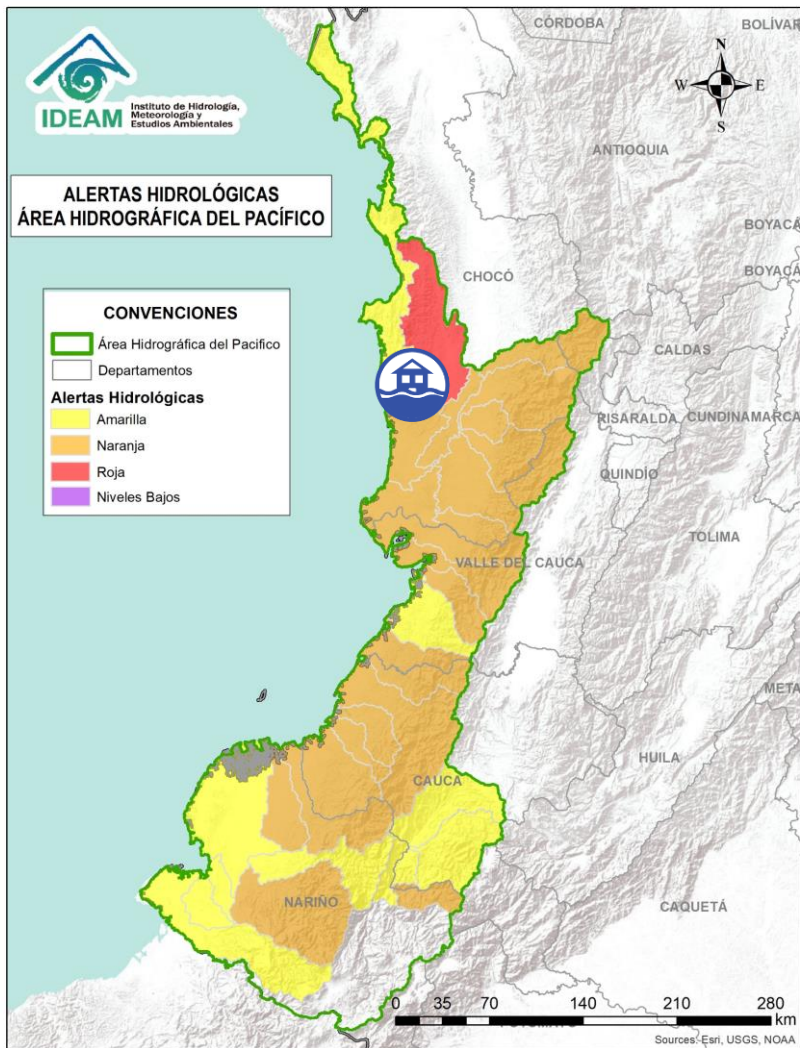 IDEAM
Instituto de Hidrología,
Meteorología y
Estudios Ambientales
ALERTAS HIDROLÓGICAS
ÁREA HIDROGRÁFICA DEL PACÍFICO
CONVENCIONES
Área Hidrográfica del Pacifico
Departamentos
Alertas Hidrológicas
Amarilla
Naranja
Roja
Niveles Bajos
N
W
E
S
CÓRDOBA
BOLÍVAR
ANTIOQUIA
BOYACÁ
BOYACÁ
CHOCÓ
CALDAS
RISARALDA
CUNDINAMARCA
QUINDÍO
TOLIMA
VALLE DEL CAUCA
META
HUILA
CAUCA
NARIÑO
CAQUETÁ
0 35 70 140 210 280
km
Sources: Esri, USGS, NOAA